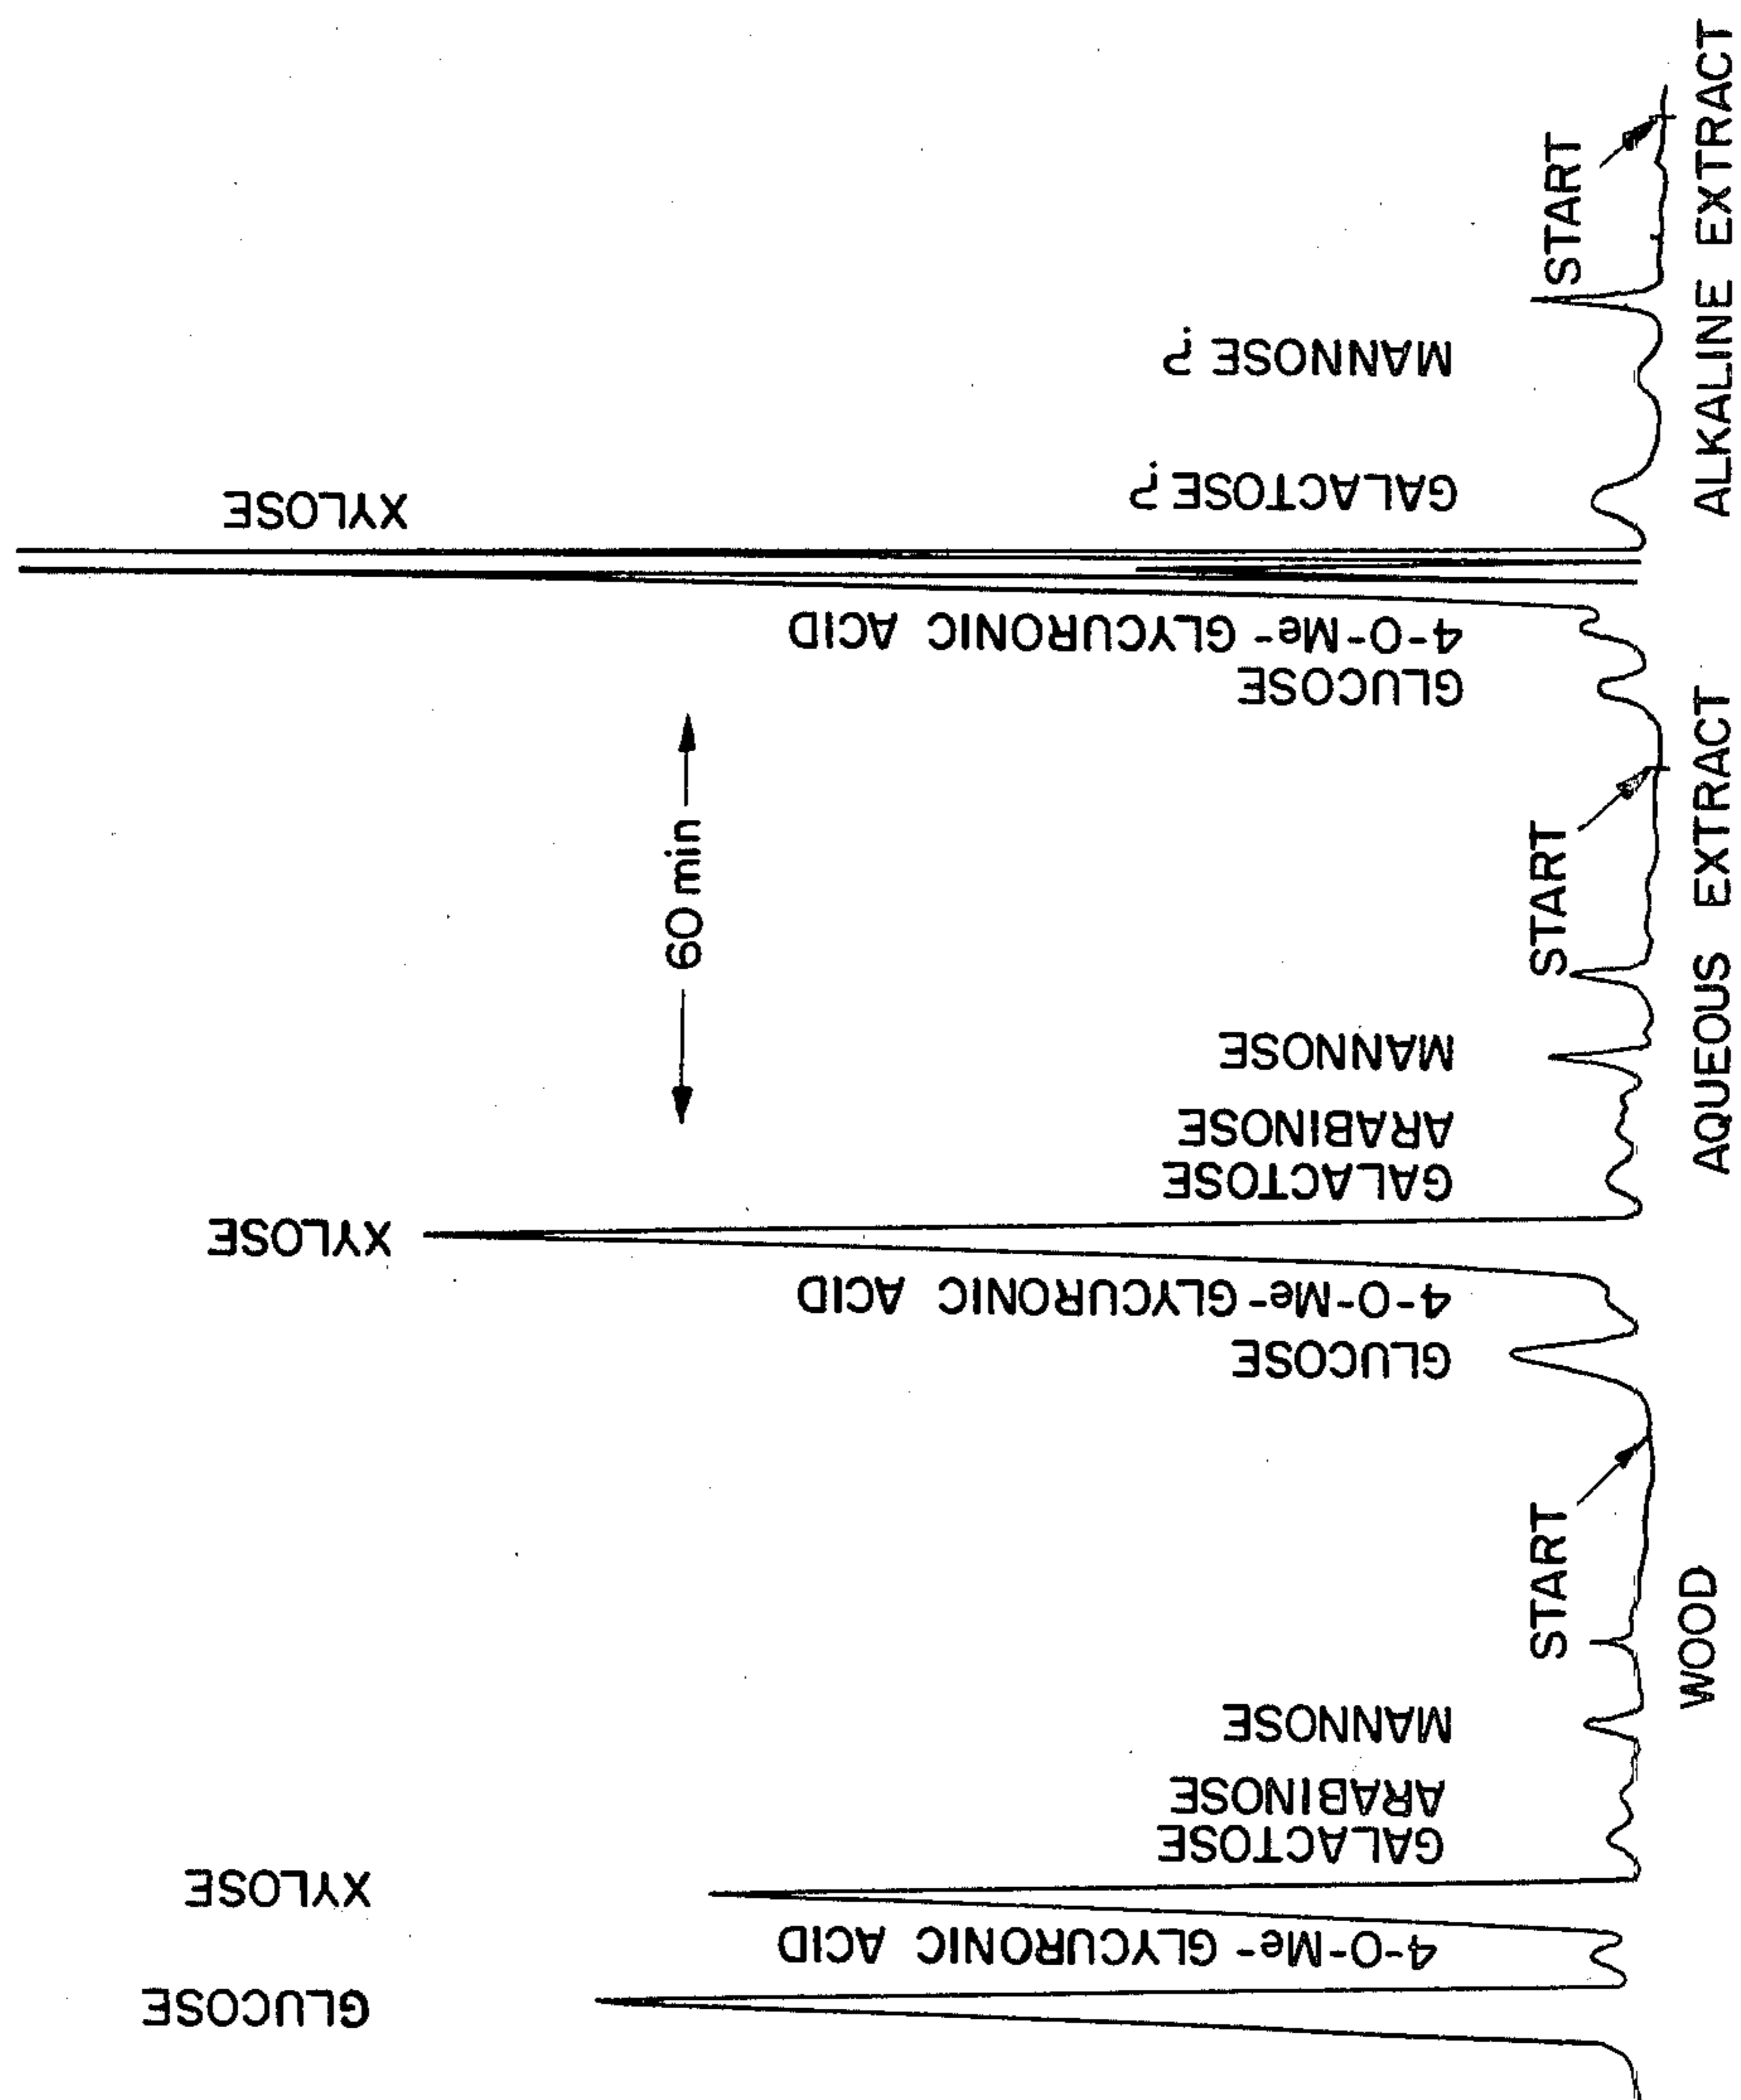 GLUCOSE
4-O-Me- GLYCURONIC ACID
XYLOSE
GALACTOSE
ARABINOSE
MANNOSE
START
WOOD
GLUCOSE
4-O-Me- GLYCURONIC ACID
XYLOSE
GALACTOSE
ARABINOSE
MANNOSE
START
AQUEOUS EXTRACT
60 min
GLUCOSE
4-O-Me- GLYCURONIC ACID
XYLOSE
GALACTOSE ?
MANNOSE ?
START
ALKALINE EXTRACT